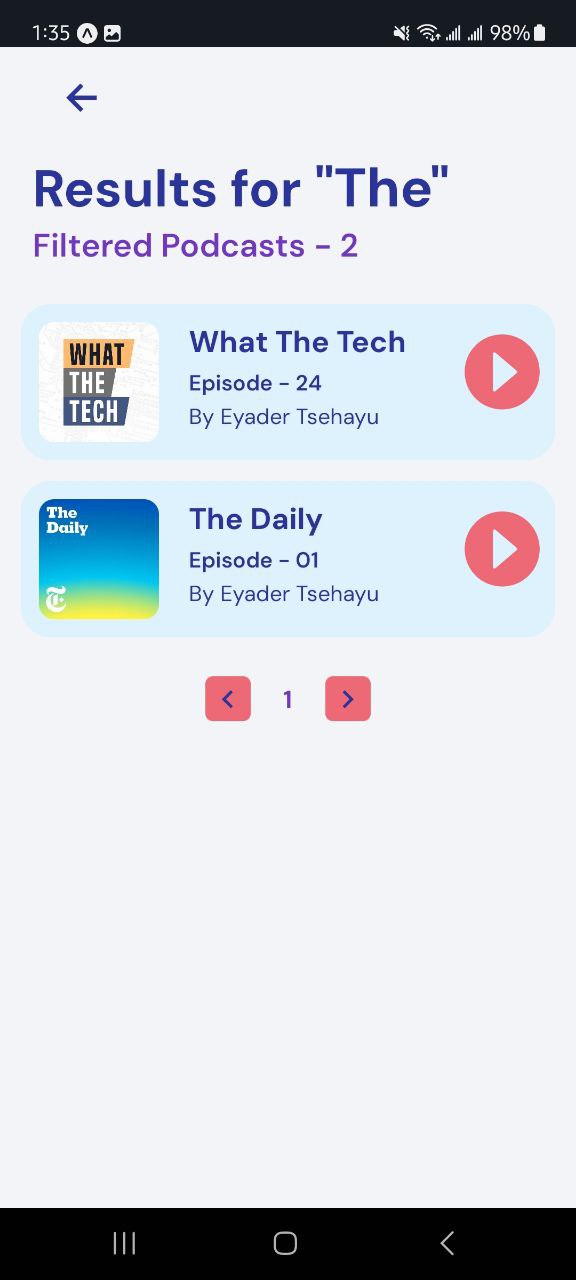 1:35
98%
Results for "The"
Filtered Podcasts - 2
WHAT
THE
TECH
What The Tech
Episode - 24
By Eyader Tsehayu
The
Daily
T
The Daily
Episode - 01
By Eyader Tsehayu
1